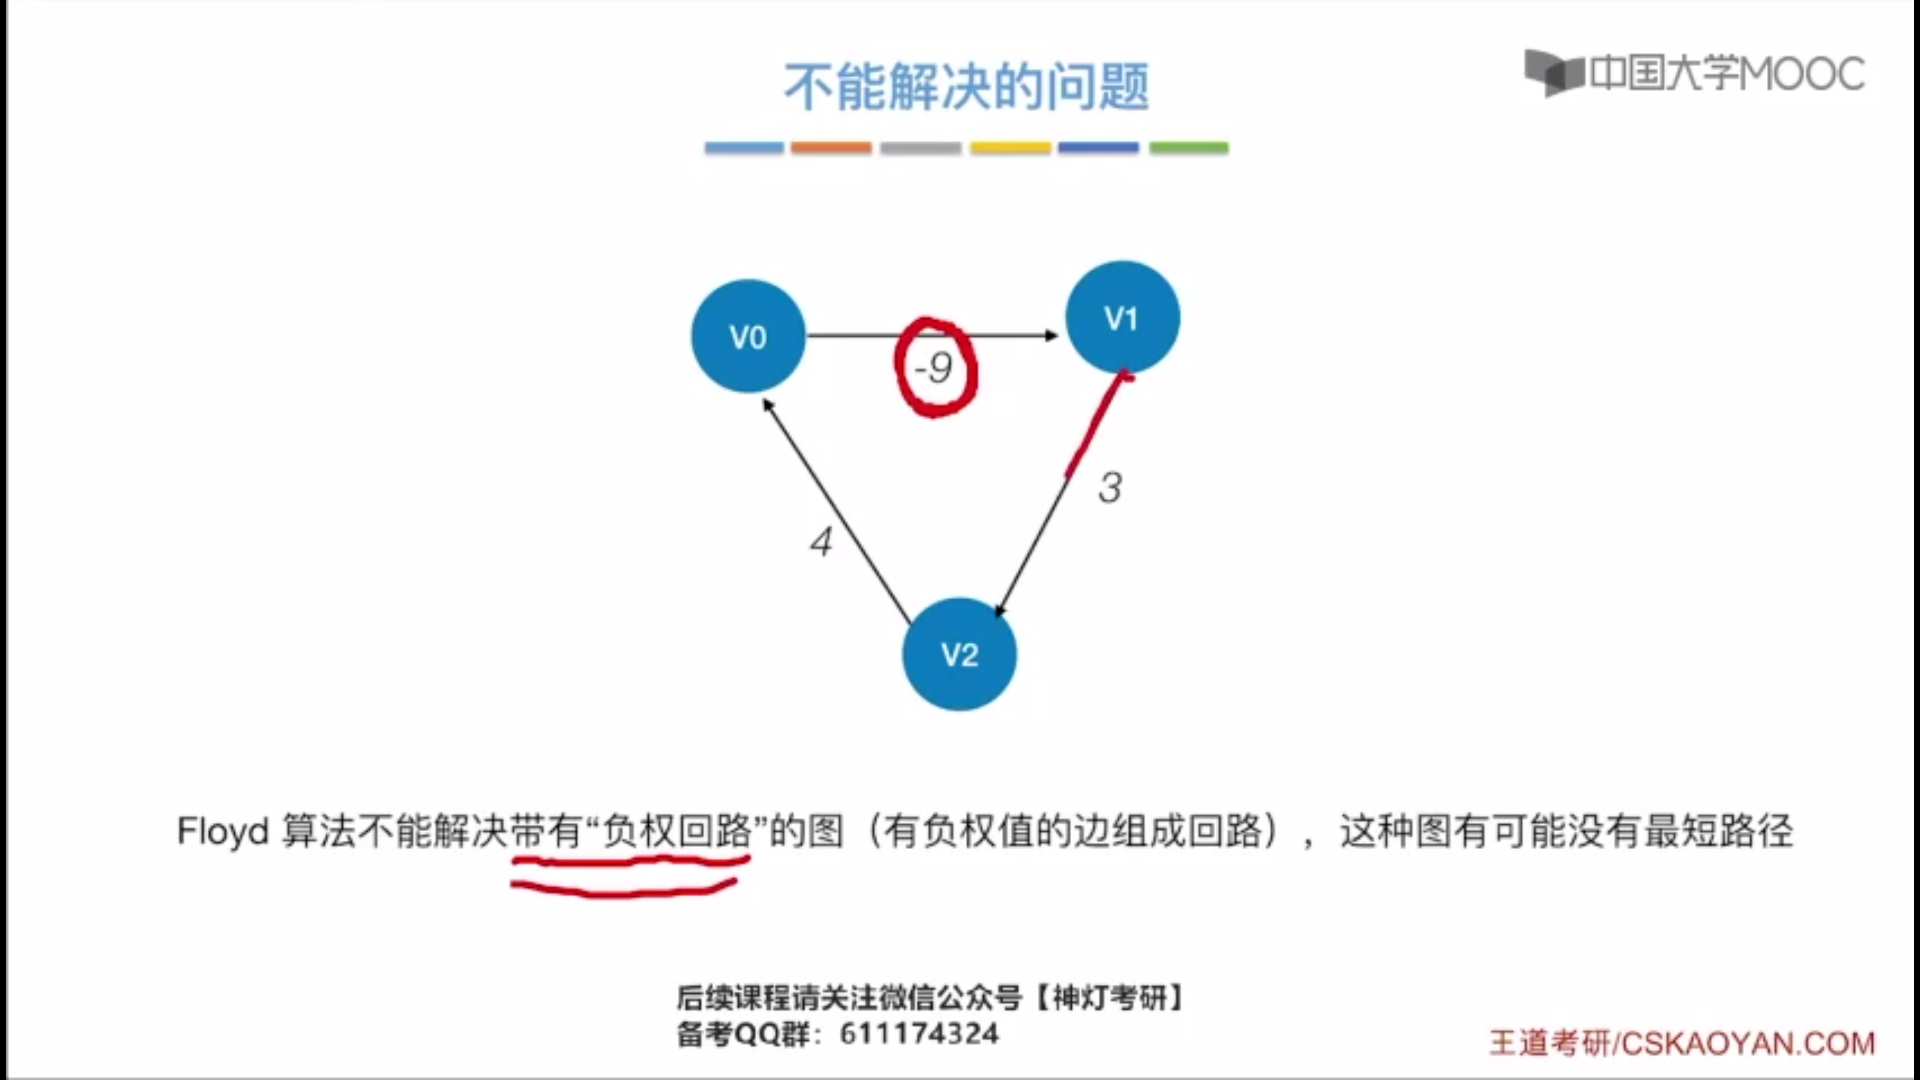 不能解决的问题
中国大学MOOC
V0
V1
-9
3
4
V2
Floyd 算法不能解决带有“负权回路”的图（有负权值的边组成回路），这种图有可能没有最短路径
后续课程请关注微信公众号【神灯考研】
备考QQ群：611174324
王道考研/CSKAOYAN.COM